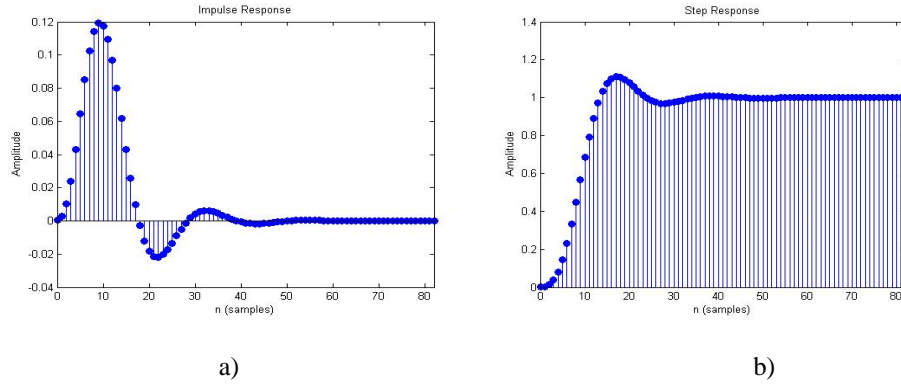 Impulse Response
0.12
0.1
0.08
0.06
0.04
0.02
0
-0.02
-0.04
Amplitude
0 10 20 30 40 50 60 70 80
n (samples)
a)
Step Response
1.4
1.2
1
0.8
0.6
0.4
0.2
0
Amplitude
0 10 20 30 40 50 60 70 80
n (samples)
b)